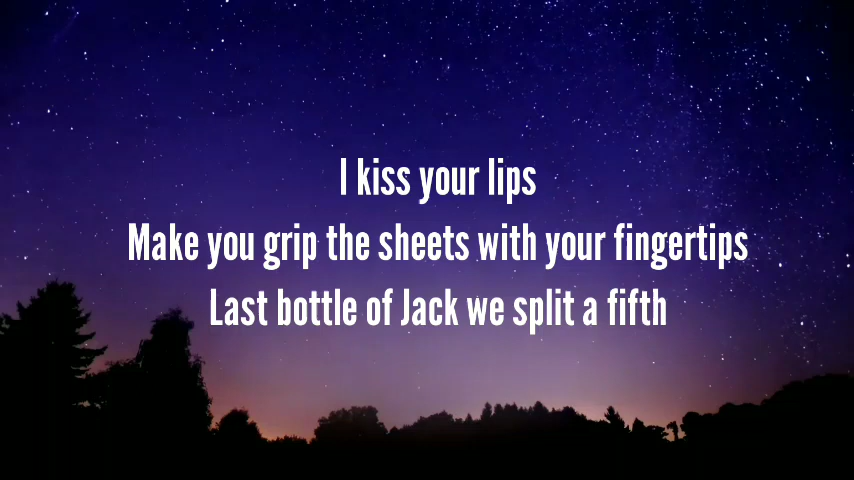 I kiss your lips
Make you grip the sheets with your fingertips
Last bottle of Jack we split a fifth